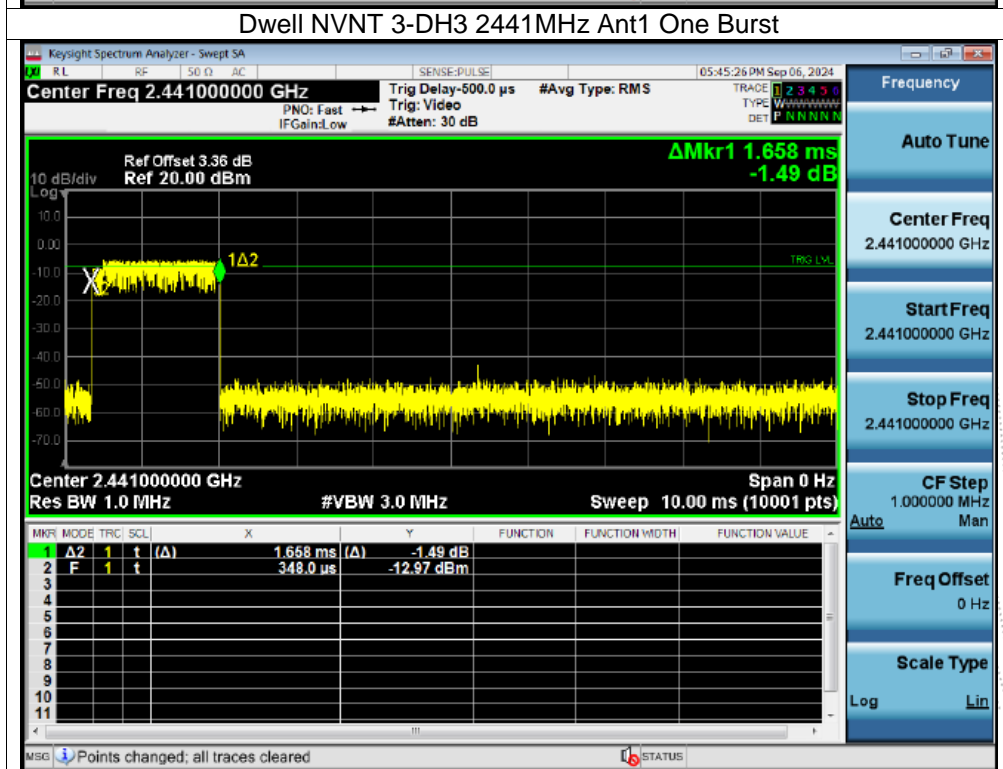 Dwell NVNT 3-DH3 2441MHz Ant1 One Burst
Keysight Spectrum Analyzer - Swept SA
RL RF 50 Ω AC SENSE:PULSE 05:45:26 PM Sep 06, 2024
Center Freq 2.441000000 GHz
Trig Delay-500.0 µs #Avg Type: RMS TRACE 1 2 3 4 5 6
PNO: Fast Trig: Video TYPE WWWWWW
IFGain:Low #Atten: 30 dB DET P N N N N N
Frequency
ΔMkr1 1.658 ms
-1.49 dB
Ref Offset 3.36 dB
10 dB/div Ref 20.00 dBm
Log
10.0
0.00
-10.0
-20.0
-30.0
-40.0
-50.0
-60.0
-70.0
1Δ2
TRIG LVL
Center 2.441000000 GHz Span 0 Hz
Res BW 1.0 MHz #VBW 3.0 MHz Sweep 10.00 ms (10001 pts)
MKR MODE TRC SCL X Y FUNCTION FUNCTION WIDTH FUNCTION VALUE
1 Δ2 1 t (Δ) 1.658 ms (Δ) -1.49 dB
2 F 1 t 348.0 µs -12.97 dBm
3
4
5
6
7
8
9
10
11
Auto Tune
Center Freq
2.441000000 GHz
Start Freq
2.441000000 GHz
Stop Freq
2.441000000 GHz
CF Step
1.000000 MHz
Auto Man
Freq Offset
0 Hz
Scale Type
Log Lin
MSG Points changed; all traces cleared STATUS